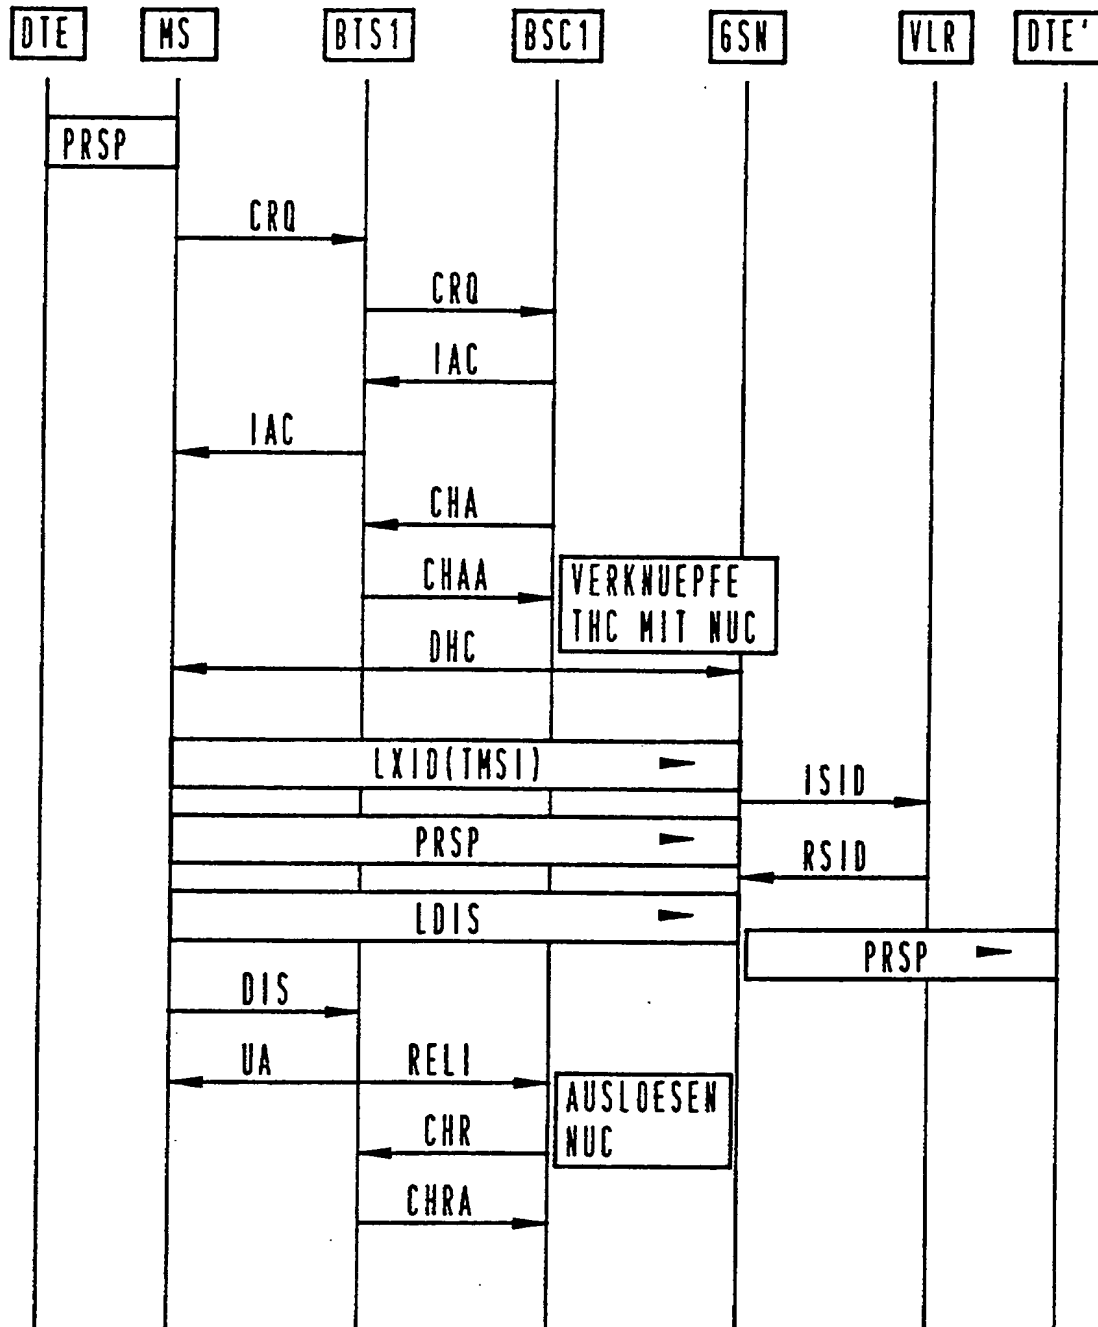 DTE MS BTS1 BSC1 GSN VLR DTE'
PRSP
CRQ
CRQ
IAC
IAC
CHA
CHAA
VERKNUEPFE
THC MIT NUC
DHC
LXID(TMSI)
ISID
PRSP
RSID
LDIS
PRSP
DIS
UA RELI
AUSLOESEN
NUC
CHR
CHRA